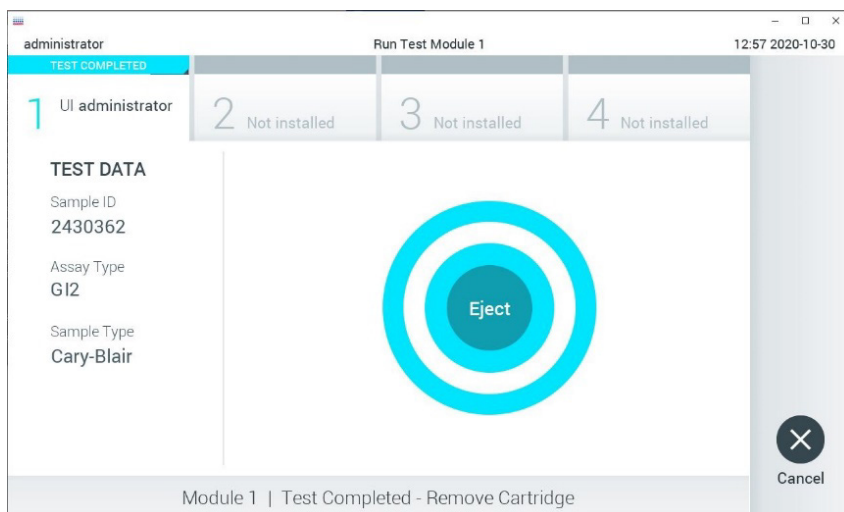 administrator Run Test Module 1 12:57 2020-10-30
TEST COMPLETED
1 UI administrator
2 Not installed
3 Not installed
4 Not installed
TEST DATA
Sample ID
2430362
Assay Type
GI2
Sample Type
Cary-Blair
Eject
Cancel
Module 1 | Test Completed - Remove Cartridge